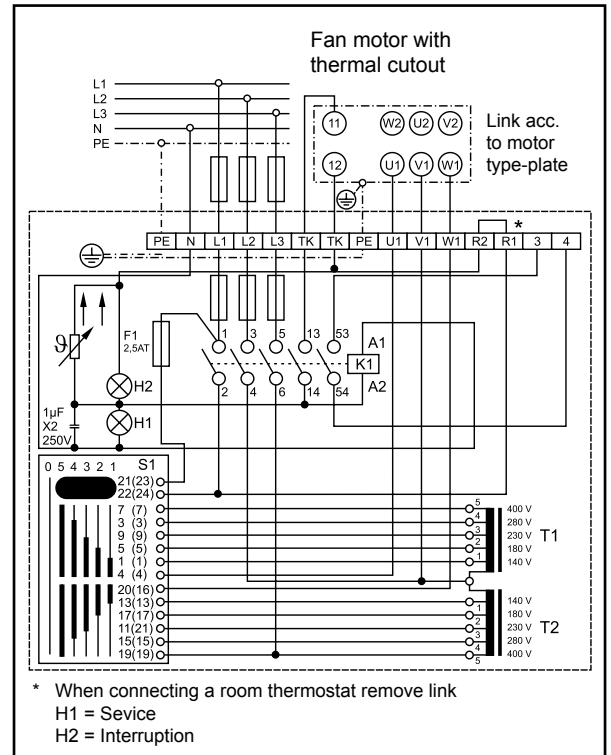 Fan motor with
thermal cutout
L1
L2
L3
N
PE
11 W2 U2 V2
12 U1 V1 W1
Link acc.
to motor
type-plate
PE N L1 L2 L3 TK TK PE U1 V1 W1 R2 R1 3 4
*
ϑ
F1
2,5AT
1 3 5 13 53
2 4 6 14 54
A1
K1
A2
H2
H1
1µF
X2
250V
0 5 4 3 2 1 S1
21(23)
22(24)
7 (7)
3 (3)
9 (9)
5 (5)
1 (1)
4 (4)
20(16)
13(13)
17(17)
11(21)
15(15)
19(19)
5 400 V
4 280 V
3 230 V
2 180 V
1 140 V
T1
140 V
1 180 V
2 230 V
3 280 V
4 400 V
5
T2
* When connecting a room thermostat remove link
H1 = Sevice
H2 = Interruption